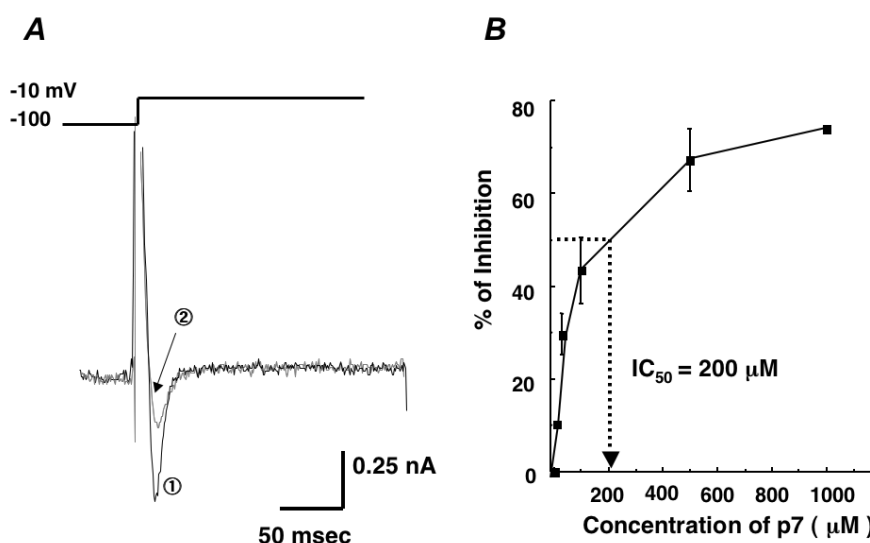 A
-10 mV
-100
②
①
0.25 nA
50 msec
B
% of Inhibition
80
60
40
20
0
IC50 = 200 µM
200 400 600 800 1000
Concentration of p7 ( µM )